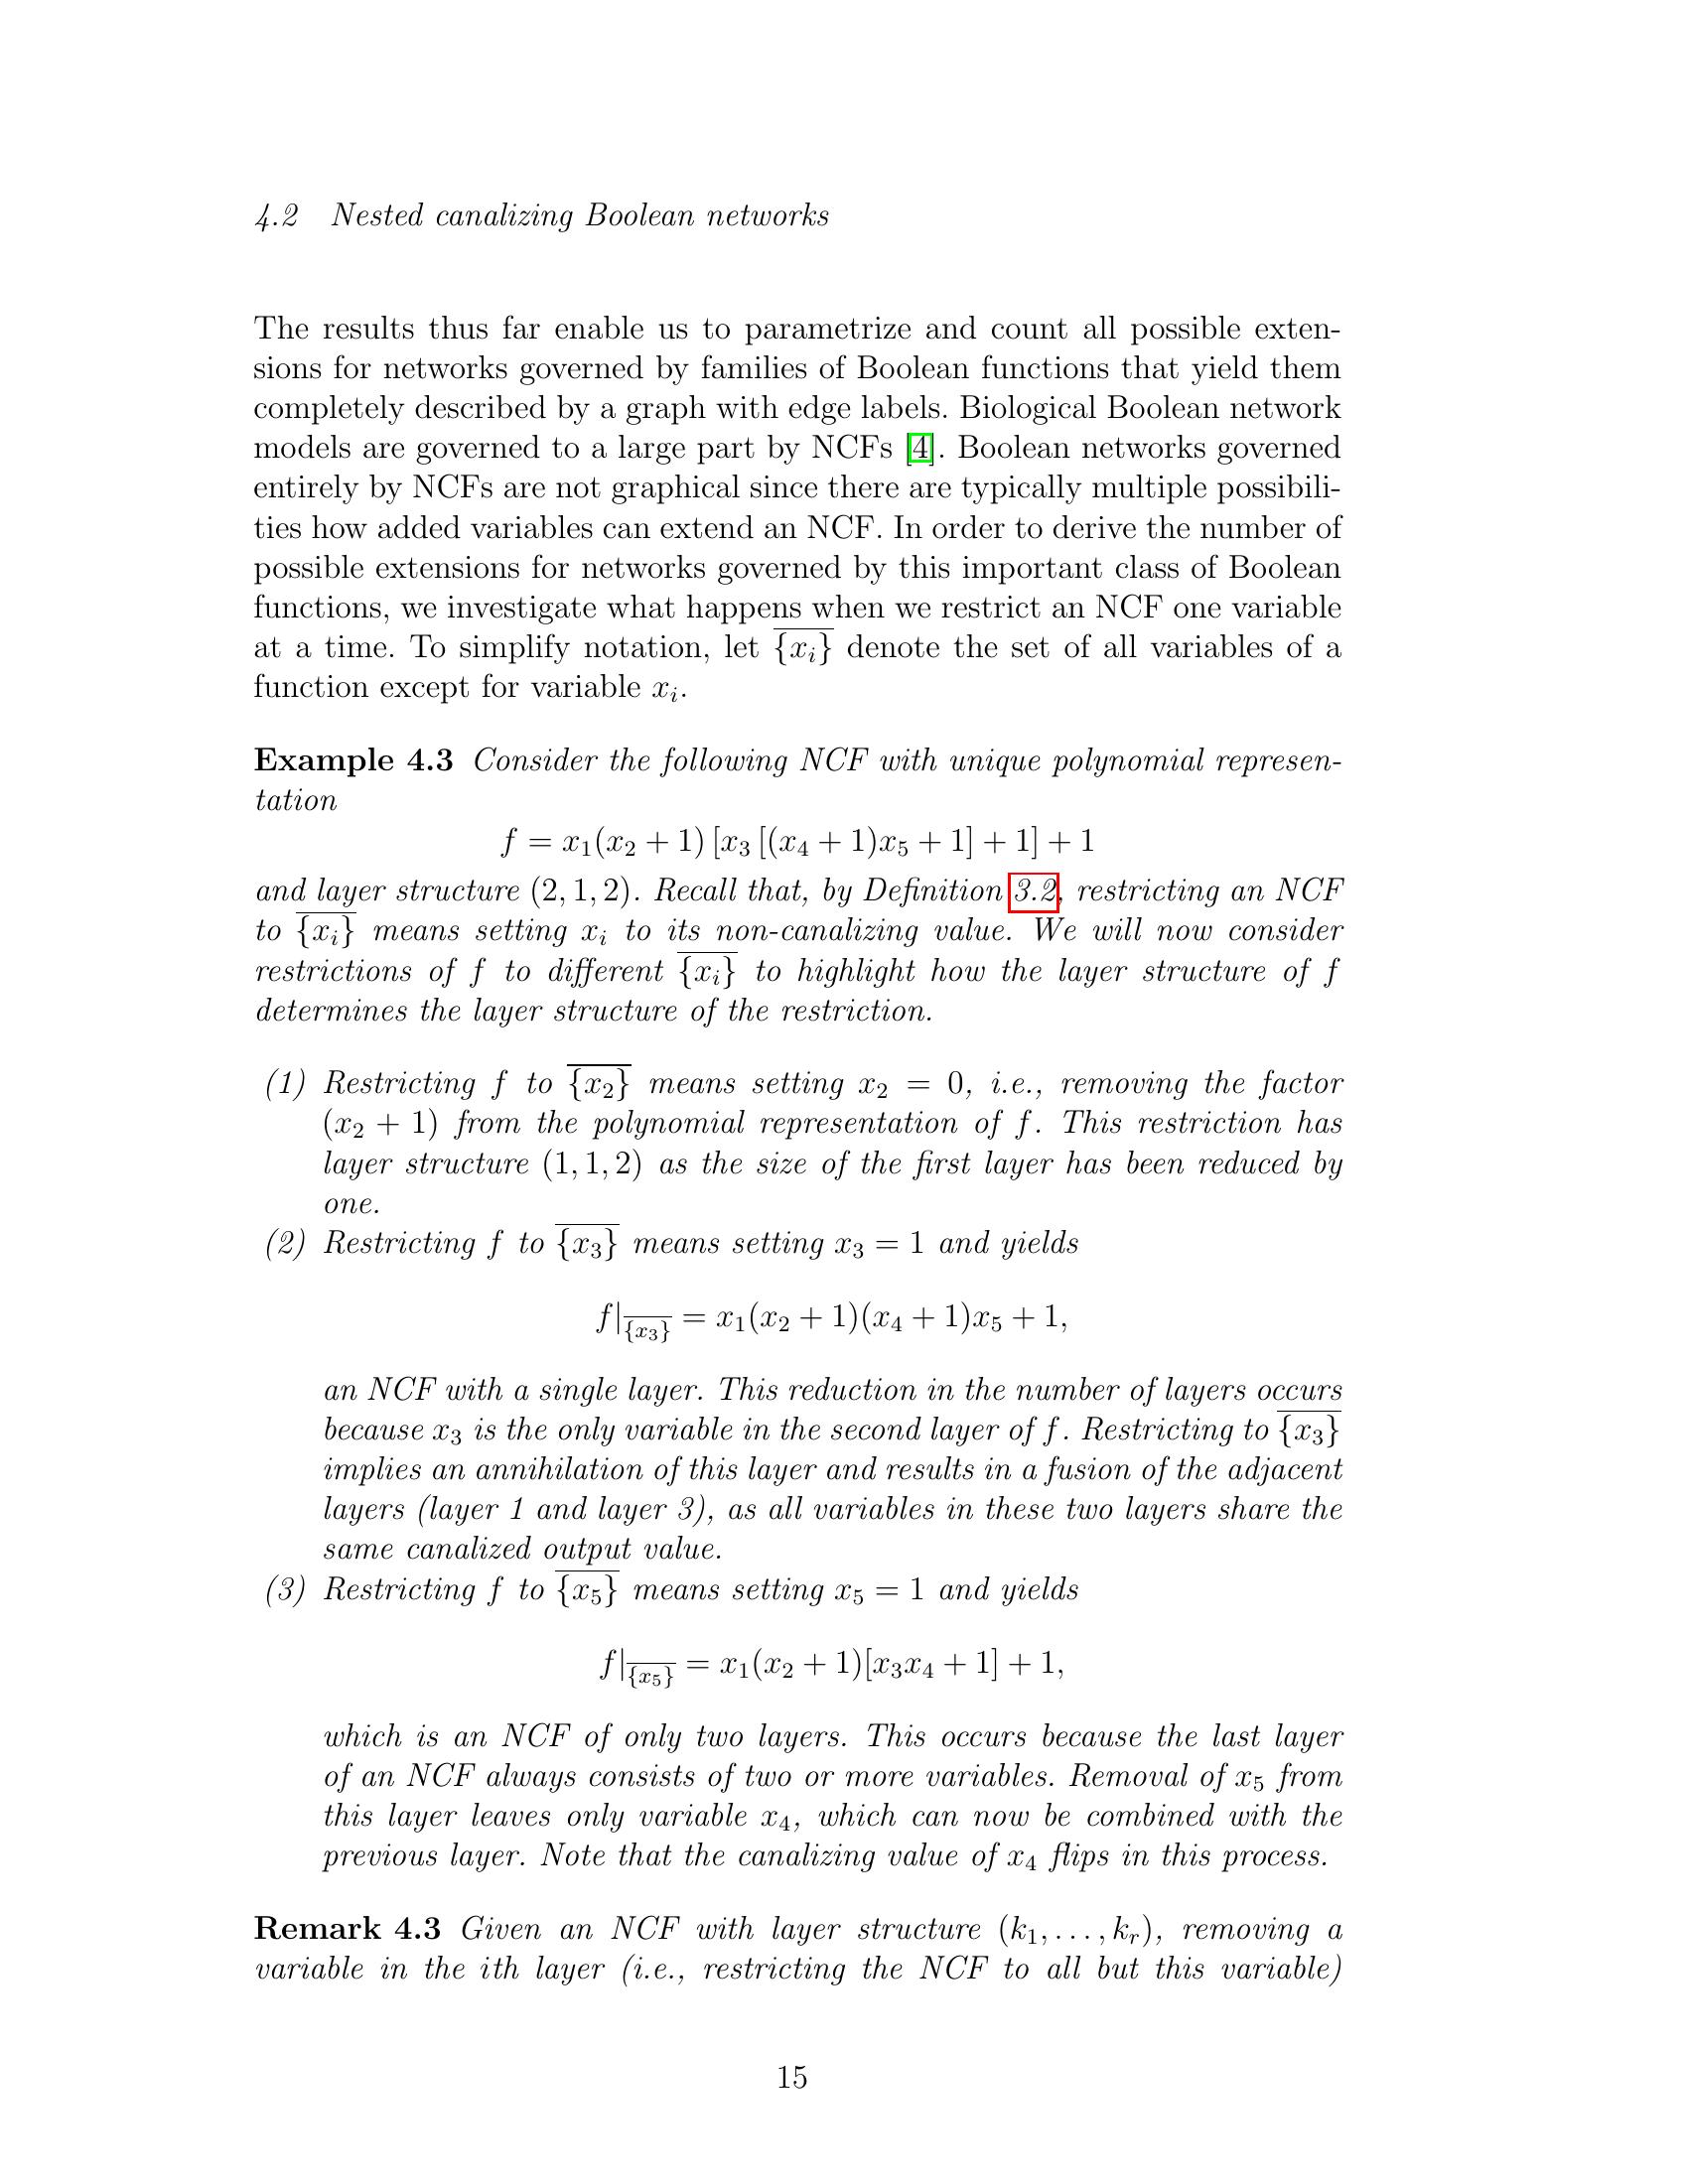 4.2 Nested canalizing Boolean networks
The results thus far enable us to parametrize and count all possible exten-
sions for networks governed by families of Boolean functions that yield them
completely described by a graph with edge labels. Biological Boolean network
models are governed to a large part by NCFs [4]. Boolean networks governed
entirely by NCFs are not graphical since there are typically multiple possibili-
ties how added variables can extend an NCF. In order to derive the number of
possible extensions for networks governed by this important class of Boolean
functions, we investigate what happens when we restrict an NCF one variable
at a time. To simplify notation, let $\overline{\{x_i\}}$ denote the set of all variables of a
function except for variable $x_i$.
Example 4.3 Consider the following NCF with unique polynomial represen-
tation
$f = x_1(x_2 + 1) [x_3 [(x_4 + 1)x_5 + 1] + 1] + 1$
and layer structure (2, 1, 2). Recall that, by Definition 3.2, restricting an NCF
to $\overline{\{x_i\}}$ means setting $x_i$ to its non-canalizing value. We will now consider
restrictions of $f$ to different $\overline{\{x_i\}}$ to highlight how the layer structure of $f$
determines the layer structure of the restriction.
(1) Restricting $f$ to $\overline{\{x_2\}}$ means setting $x_2 = 0$, i.e., removing the factor
$(x_2 + 1)$ from the polynomial representation of $f$. This restriction has
layer structure (1, 1, 2) as the size of the first layer has been reduced by
one.
(2) Restricting $f$ to $\overline{\{x_3\}}$ means setting $x_3 = 1$ and yields
$f|_{\overline{\{x_3\}}} = x_1(x_2 + 1)(x_4 + 1)x_5 + 1,$
an NCF with a single layer. This reduction in the number of layers occurs
because $x_3$ is the only variable in the second layer of $f$. Restricting to $\overline{\{x_3\}}$
implies an annihilation of this layer and results in a fusion of the adjacent
layers (layer 1 and layer 3), as all variables in these two layers share the
same canalized output value.
(3) Restricting $f$ to $\overline{\{x_5\}}$ means setting $x_5 = 1$ and yields
$f|_{\overline{\{x_5\}}} = x_1(x_2 + 1)[x_3x_4 + 1] + 1,$
which is an NCF of only two layers. This occurs because the last layer
of an NCF always consists of two or more variables. Removal of $x_5$ from
this layer leaves only variable $x_4$, which can now be combined with the
previous layer. Note that the canalizing value of $x_4$ flips in this process.
Remark 4.3 Given an NCF with layer structure $(k_1, \ldots, k_r)$, removing a
variable in the ith layer (i.e., restricting the NCF to all but this variable)
15